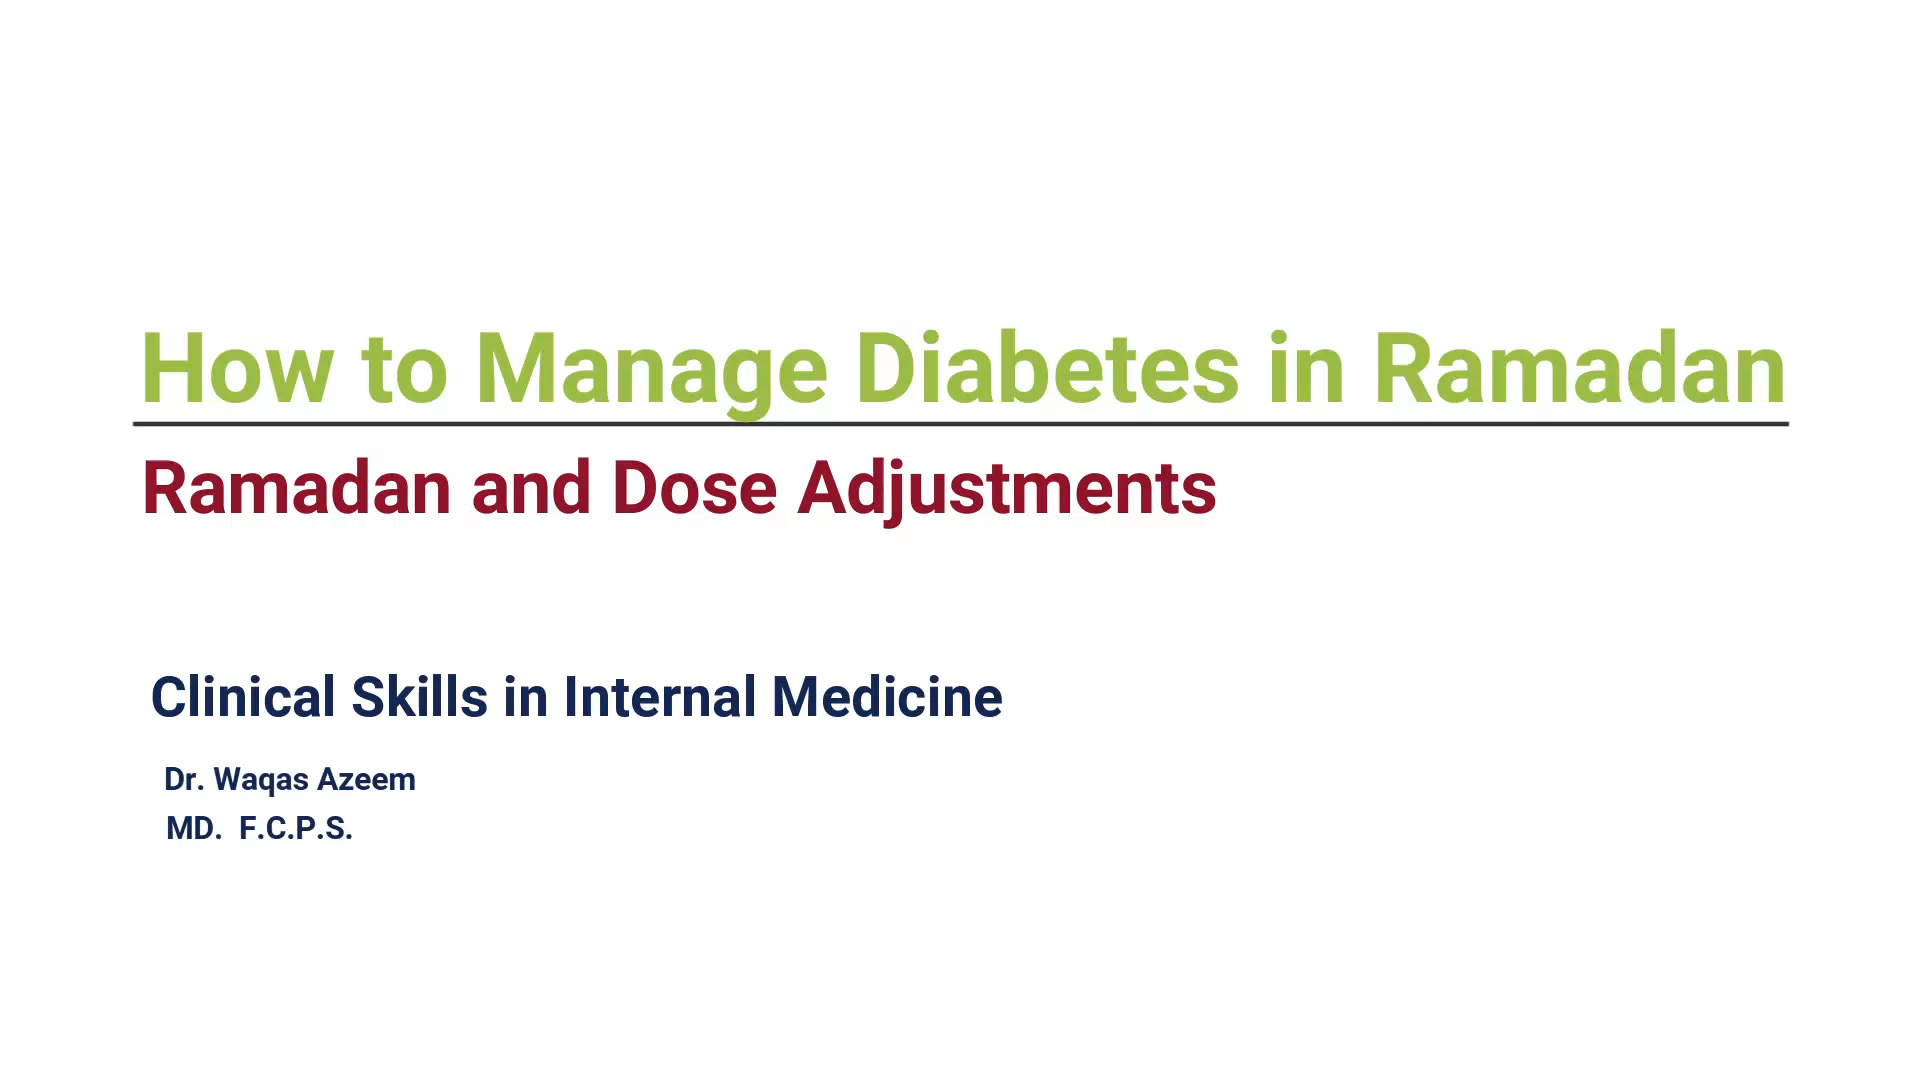 How to Manage Diabetes in Ramadan
Ramadan and Dose Adjustments
Clinical Skills in Internal Medicine
Dr. Waqas Azeem
MD. F.C.P.S.